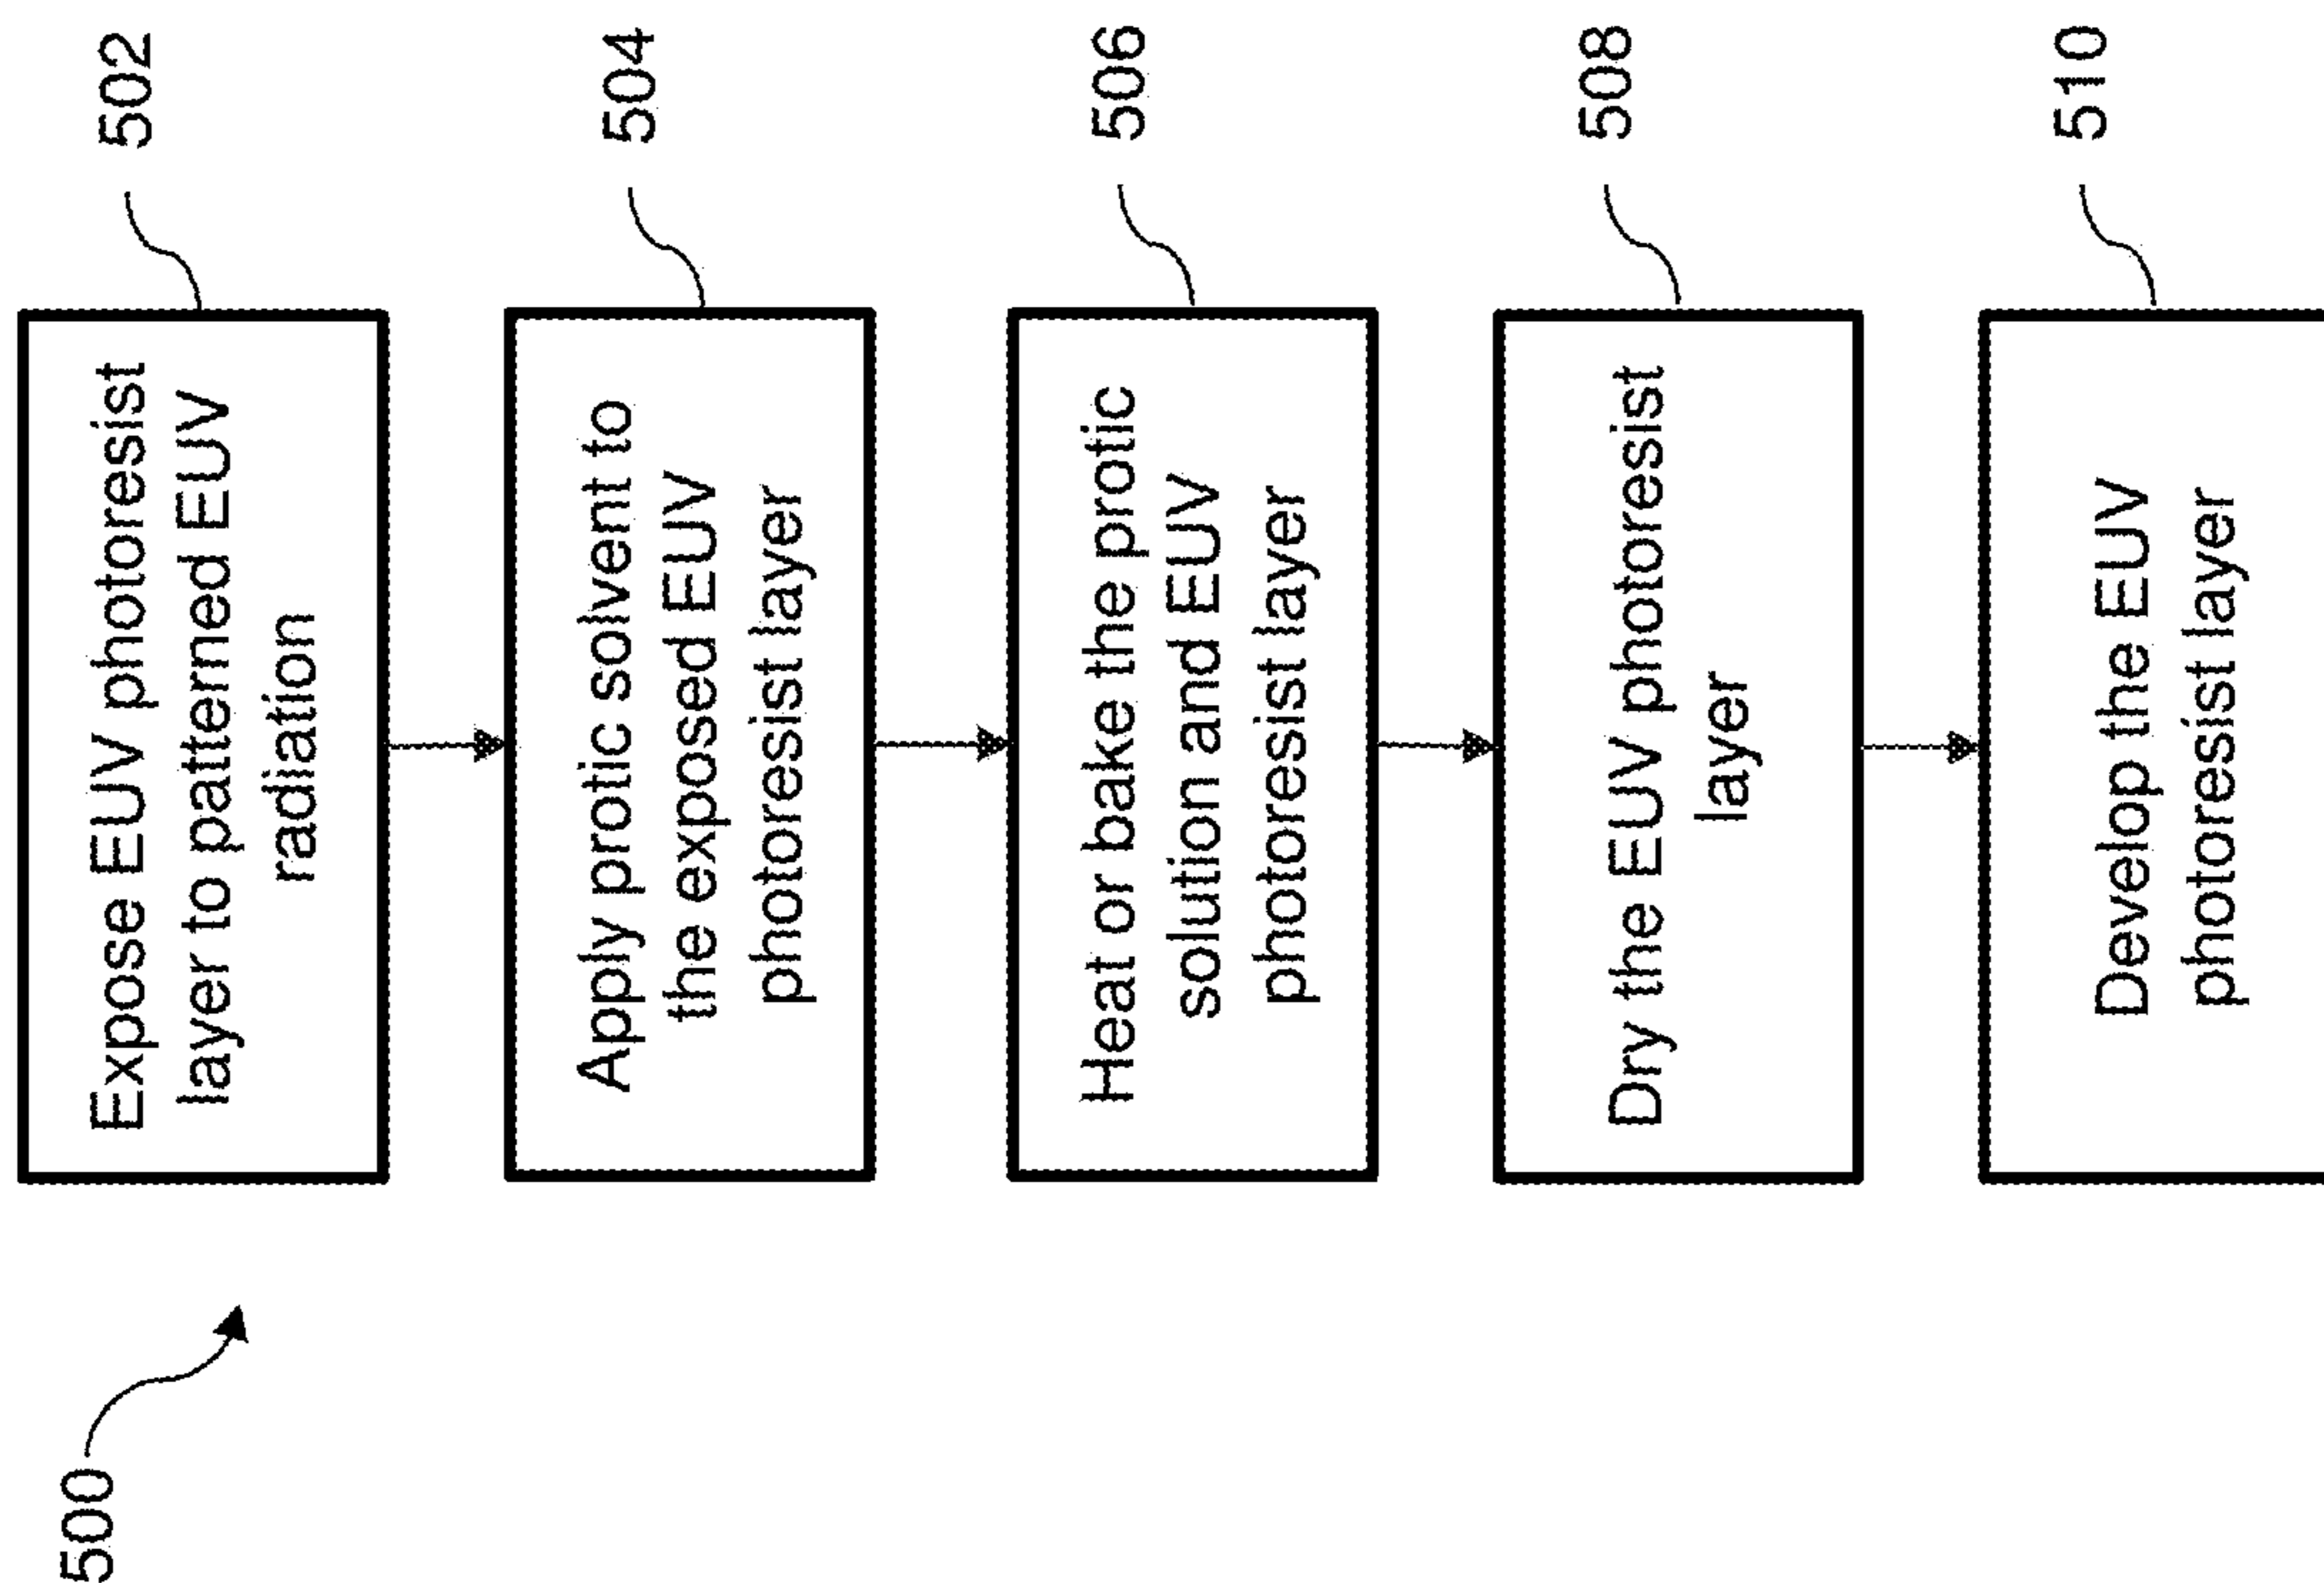 500
502
Expose EUV photoresist
layer to patterned EUV
radiation
504
Apply protic solvent to
the exposed EUV
photoresist layer
506
Heat or bake the protic
solution and EUV
photoresist layer
508
Dry the EUV photoresist
layer
510
Develop the EUV
photoresist layer